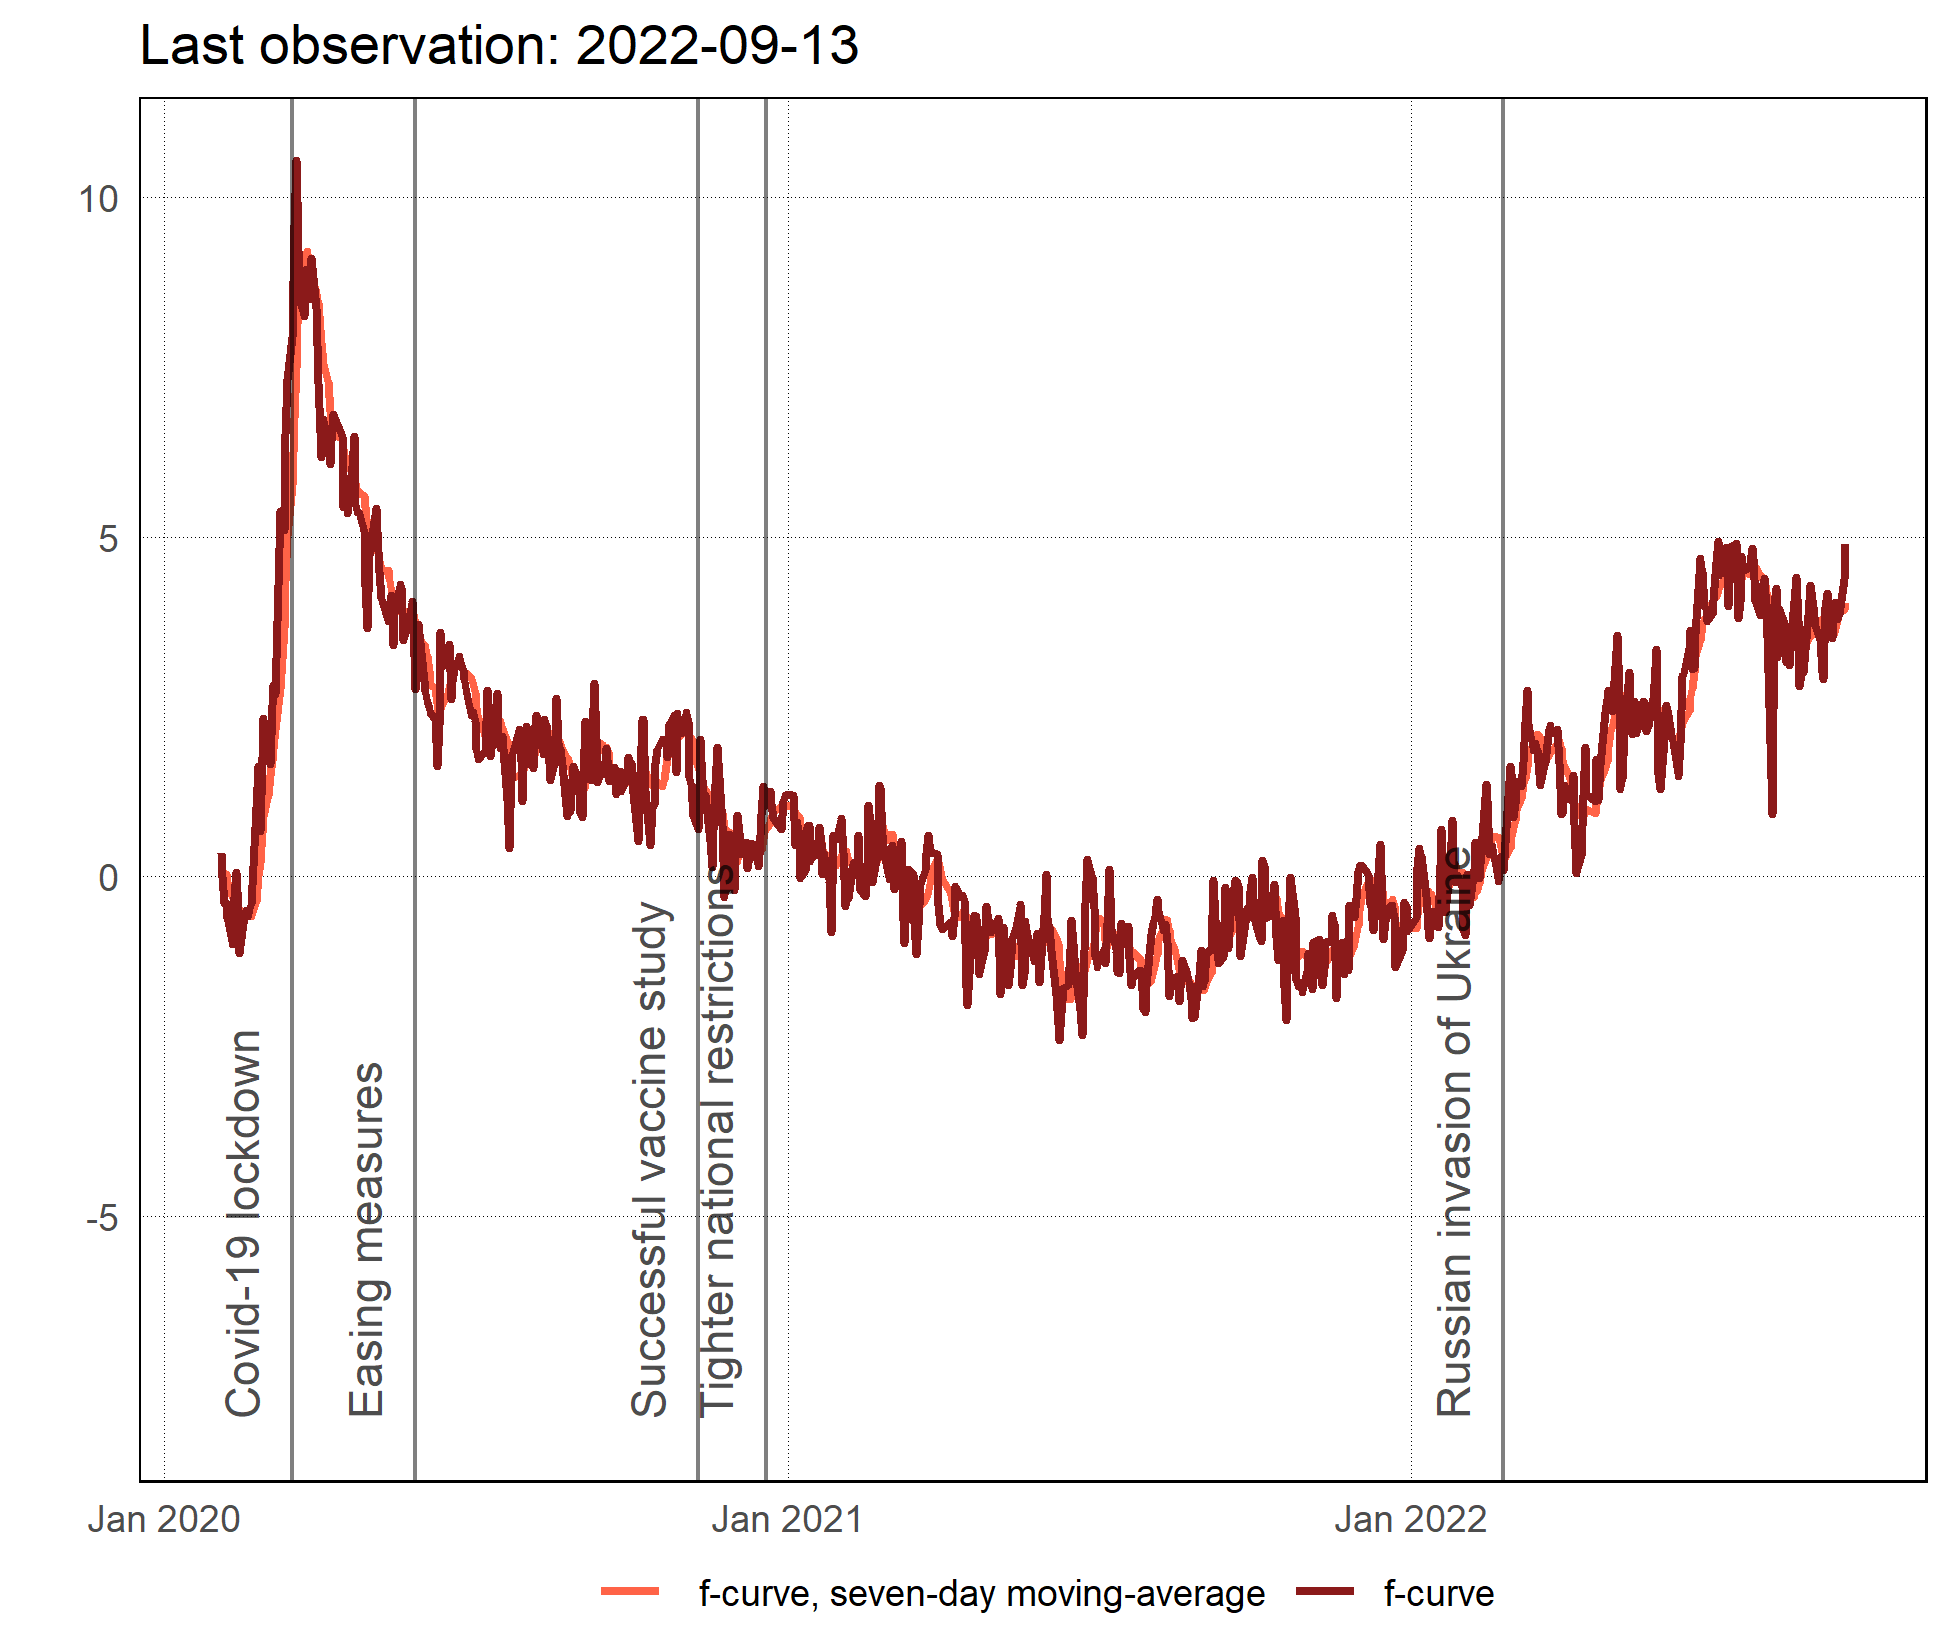 Last observation: 2022-09-13
10
5
0
-5
Covid-19 lockdown
Easing measures
Successful vaccine study
Tighter national restrictions
Russian invasion of Ukraine
Jan 2020
Jan 2021
Jan 2022
f-curve, seven-day moving-average
f-curve